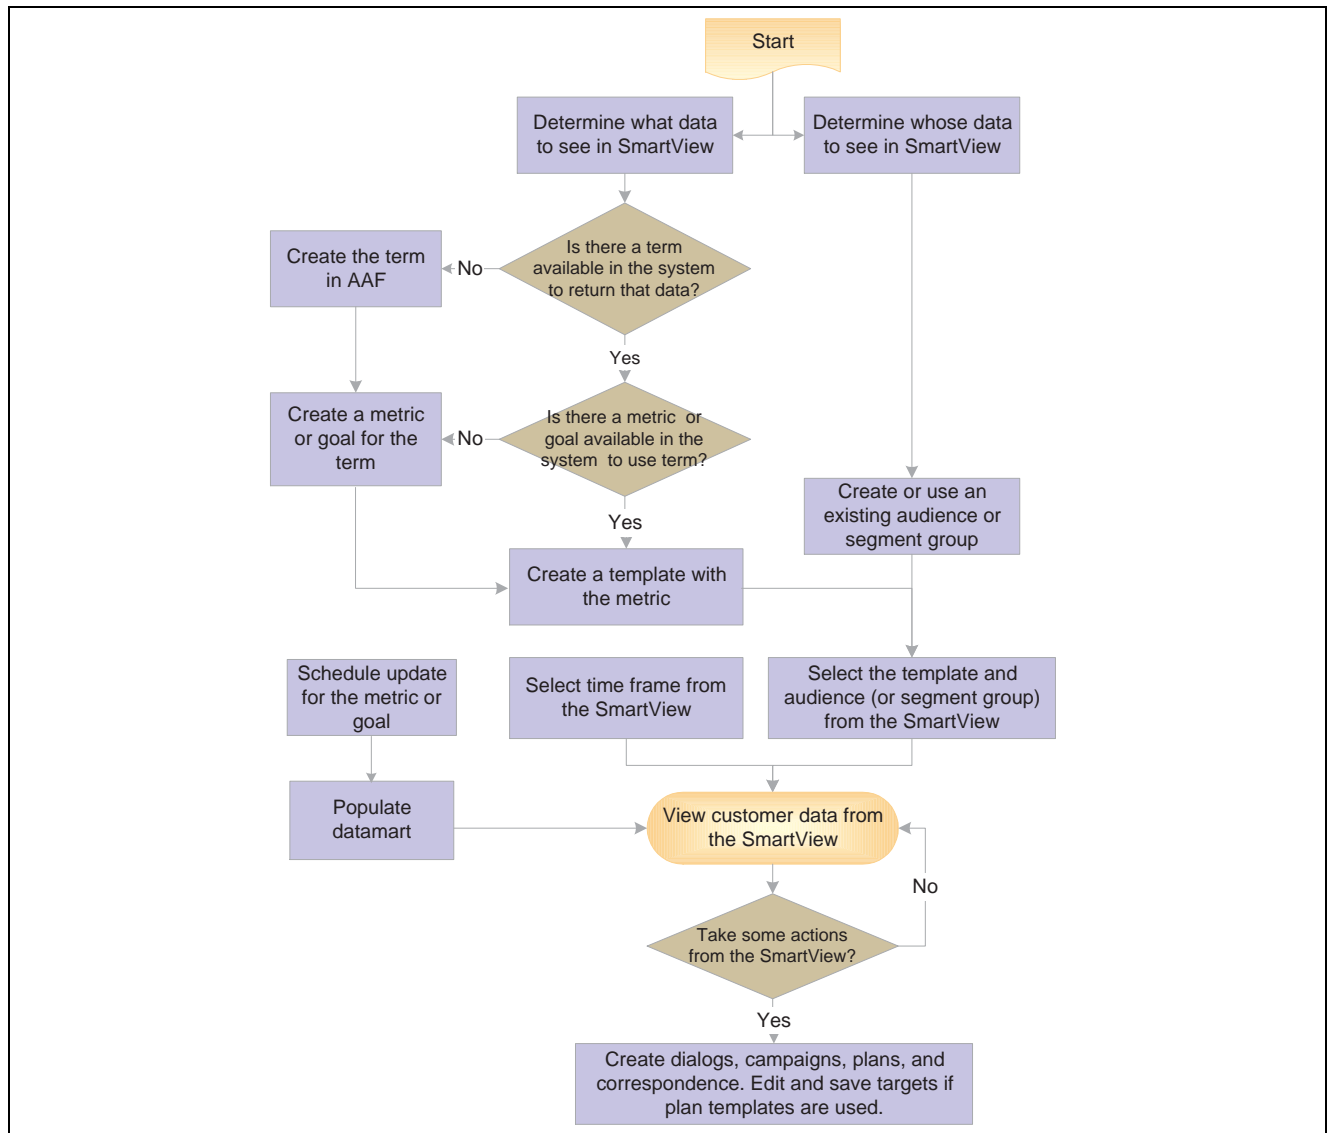 Start
Determine what data
to see in SmartView
Determine whose data
to see in SmartView
Is there a term
available in the system
to return that data?
No
Create the term
in AAF
Yes
Is there a metric or
goal available in the
system to use term?
No
Create a metric
or goal for the
term
Yes
Create or use an
existing audience or
segment group
Create a template with
the metric
Schedule update
for the metric or
goal
Select time frame from
the SmartView
Select the template and
audience (or segment group)
from the SmartView
Populate
datamart
View customer data from
the SmartView
No
Take some actions
from the SmartView?
Yes
Create dialogs, campaigns, plans, and
correspondence. Edit and save targets if
plan templates are used.